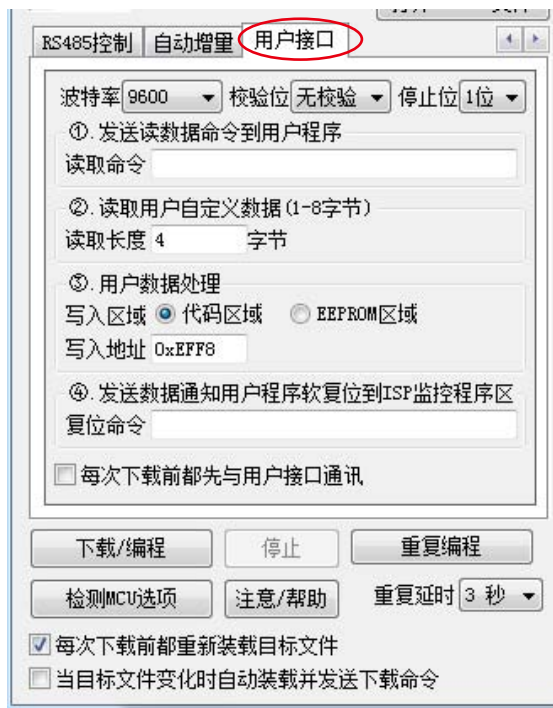 RS485控制 自动增量 用户接口
波特率 9600 校验位 无校验 停止位 1位
①.发送读数据命令到用户程序
读取命令
②.读取用户自定义数据(1-8字节)
读取长度 4 字节
③.用户数据处理
写入区域 代码区域 EEPROM区域
写入地址 0xEFF8
④.发送数据通知用户程序软复位到ISP监控程序区
复位命令
每次下载前都先与用户接口通讯
下载/编程 停止 重复编程
检测MCU选项 注意/帮助 重复延时 3 秒
每次下载前都重新装载目标文件
当目标文件变化时自动装载并发送下载命令